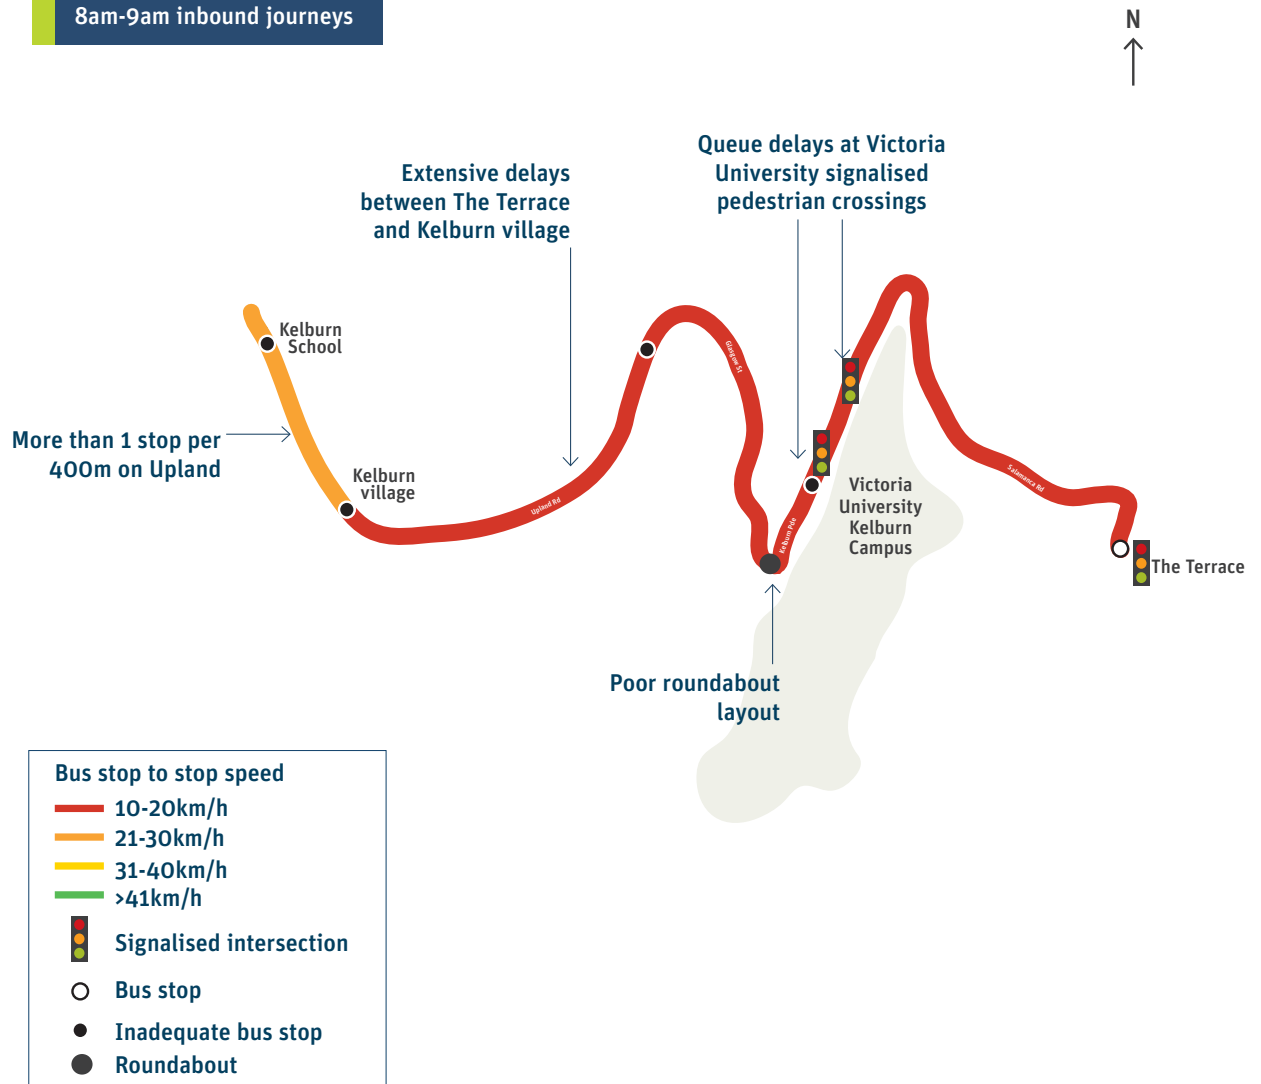 8am-9am inbound journeys
N
Queue delays at Victoria
University signalised
pedestrian crossings
Extensive delays
between The Terrace
and Kelburn village
Kelburn
School
Glasgow St
More than 1 stop per
400m on Upland
Kelburn
village
Upland Rd
Kelburn Pde
Victoria
University
Kelburn
Campus
Salamanca Rd
The Terrace
Poor roundabout
layout
Bus stop to stop speed
10-20km/h
21-30km/h
31-40km/h
>41km/h
Signalised intersection
Bus stop
Inadequate bus stop
Roundabout